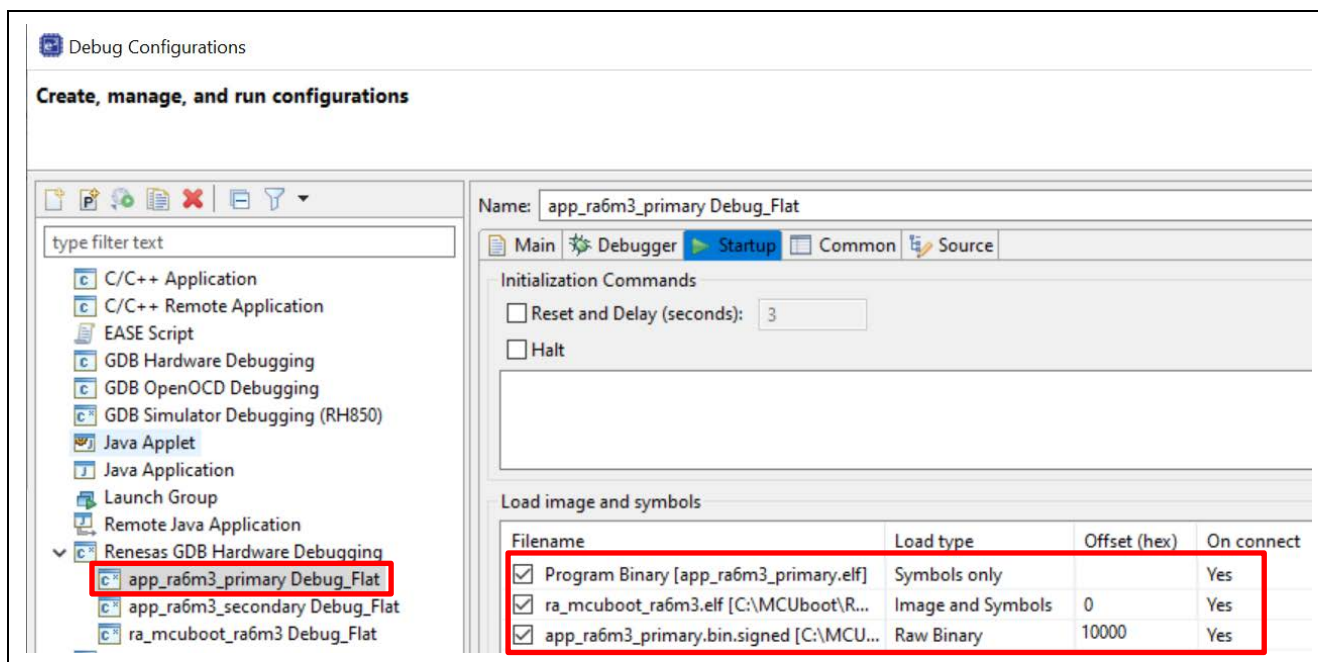 Debug Configurations
Create, manage, and run configurations
type filter text
C/C++ Application
C/C++ Remote Application
EASE Script
GDB Hardware Debugging
GDB OpenOCD Debugging
GDB Simulator Debugging (RH850)
Java Applet
Java Application
Launch Group
Remote Java Application
Renesas GDB Hardware Debugging
app_ra6m3_primary Debug_Flat
app_ra6m3_secondary Debug_Flat
ra_mcuboot_ra6m3 Debug_Flat
Name: app_ra6m3_primary Debug_Flat
Main Debugger Startup Common Source
Initialization Commands
Reset and Delay (seconds): 3
Halt
Load image and symbols
Filename Load type Offset (hex) On connect
Program Binary [app_ra6m3_primary.elf] Symbols only Yes
ra_mcuboot_ra6m3.elf [C:\MCUboot\R... Image and Symbols 0 Yes
app_ra6m3_primary.bin.signed [C:\MCU... Raw Binary 10000 Yes